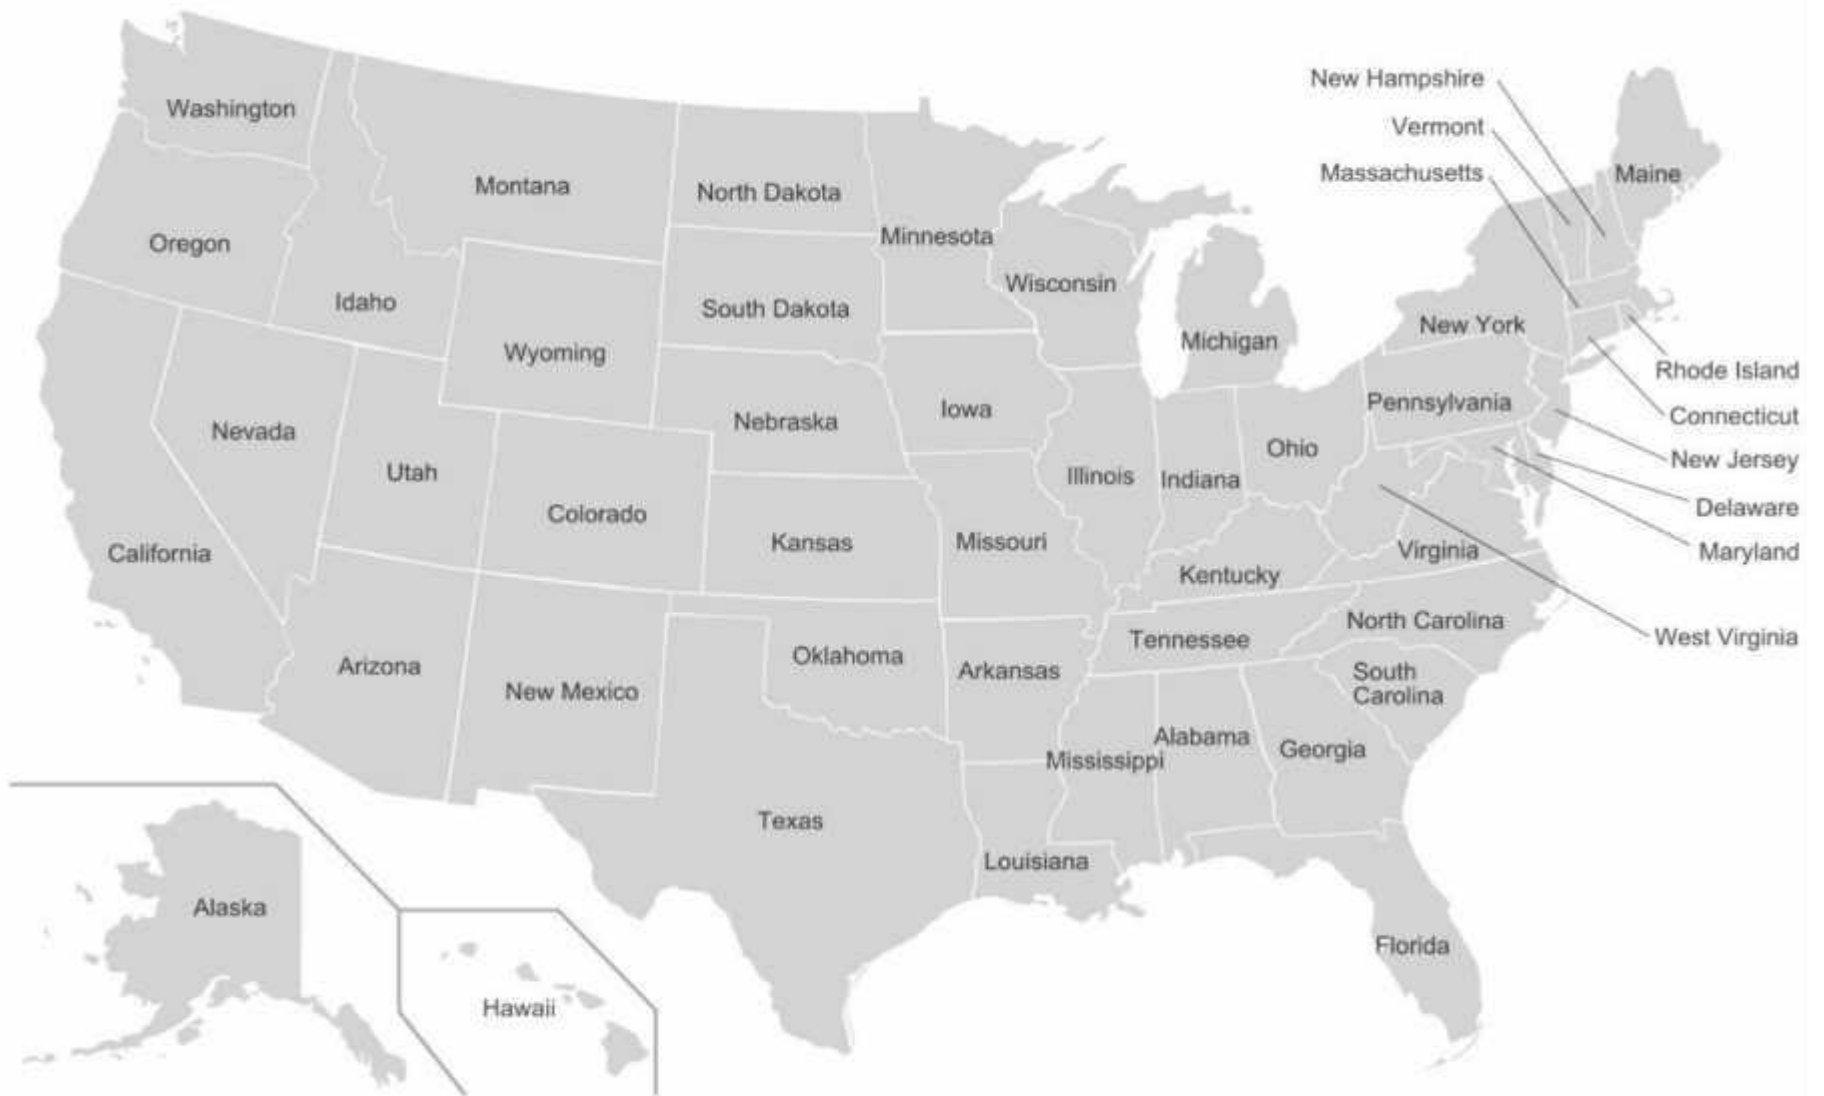 New Hampshire
Washington
Vermont
Massachusetts
Maine
Montana
North Dakota
Minnesota
Oregon
Wisconsin
Idaho
South Dakota
New York
Michigan
Wyoming
Rhode Island
Pennsylvania
Iowa
Connecticut
Nebraska
Nevada
Ohio
New Jersey
Utah
Illinois
Indiana
Delaware
Colorado
Kansas
Missouri
Virginia
Maryland
California
Kentucky
North Carolina
West Virginia
Tennessee
Oklahoma
Arizona
Arkansas
South
Carolina
New Mexico
Alabama
Georgia
Mississippi
Texas
Louisiana
Alaska
Florida
Hawaii